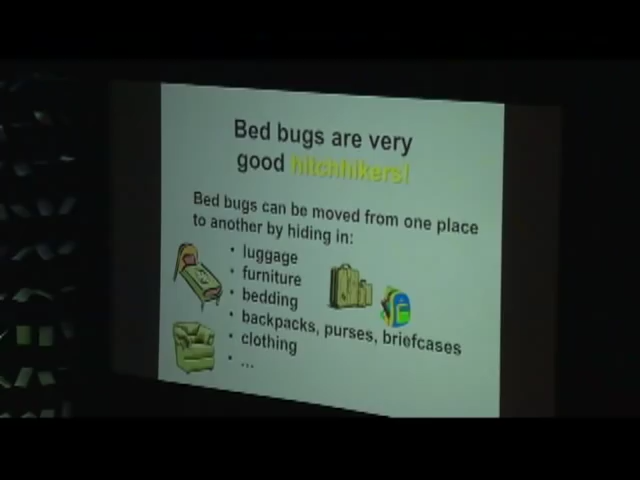 Bed bugs are very
good hitchhikers!
Bed bugs can be moved from one place
to another by hiding in:
• luggage
• furniture
• bedding
• backpacks, purses, briefcases
• clothing
• ...